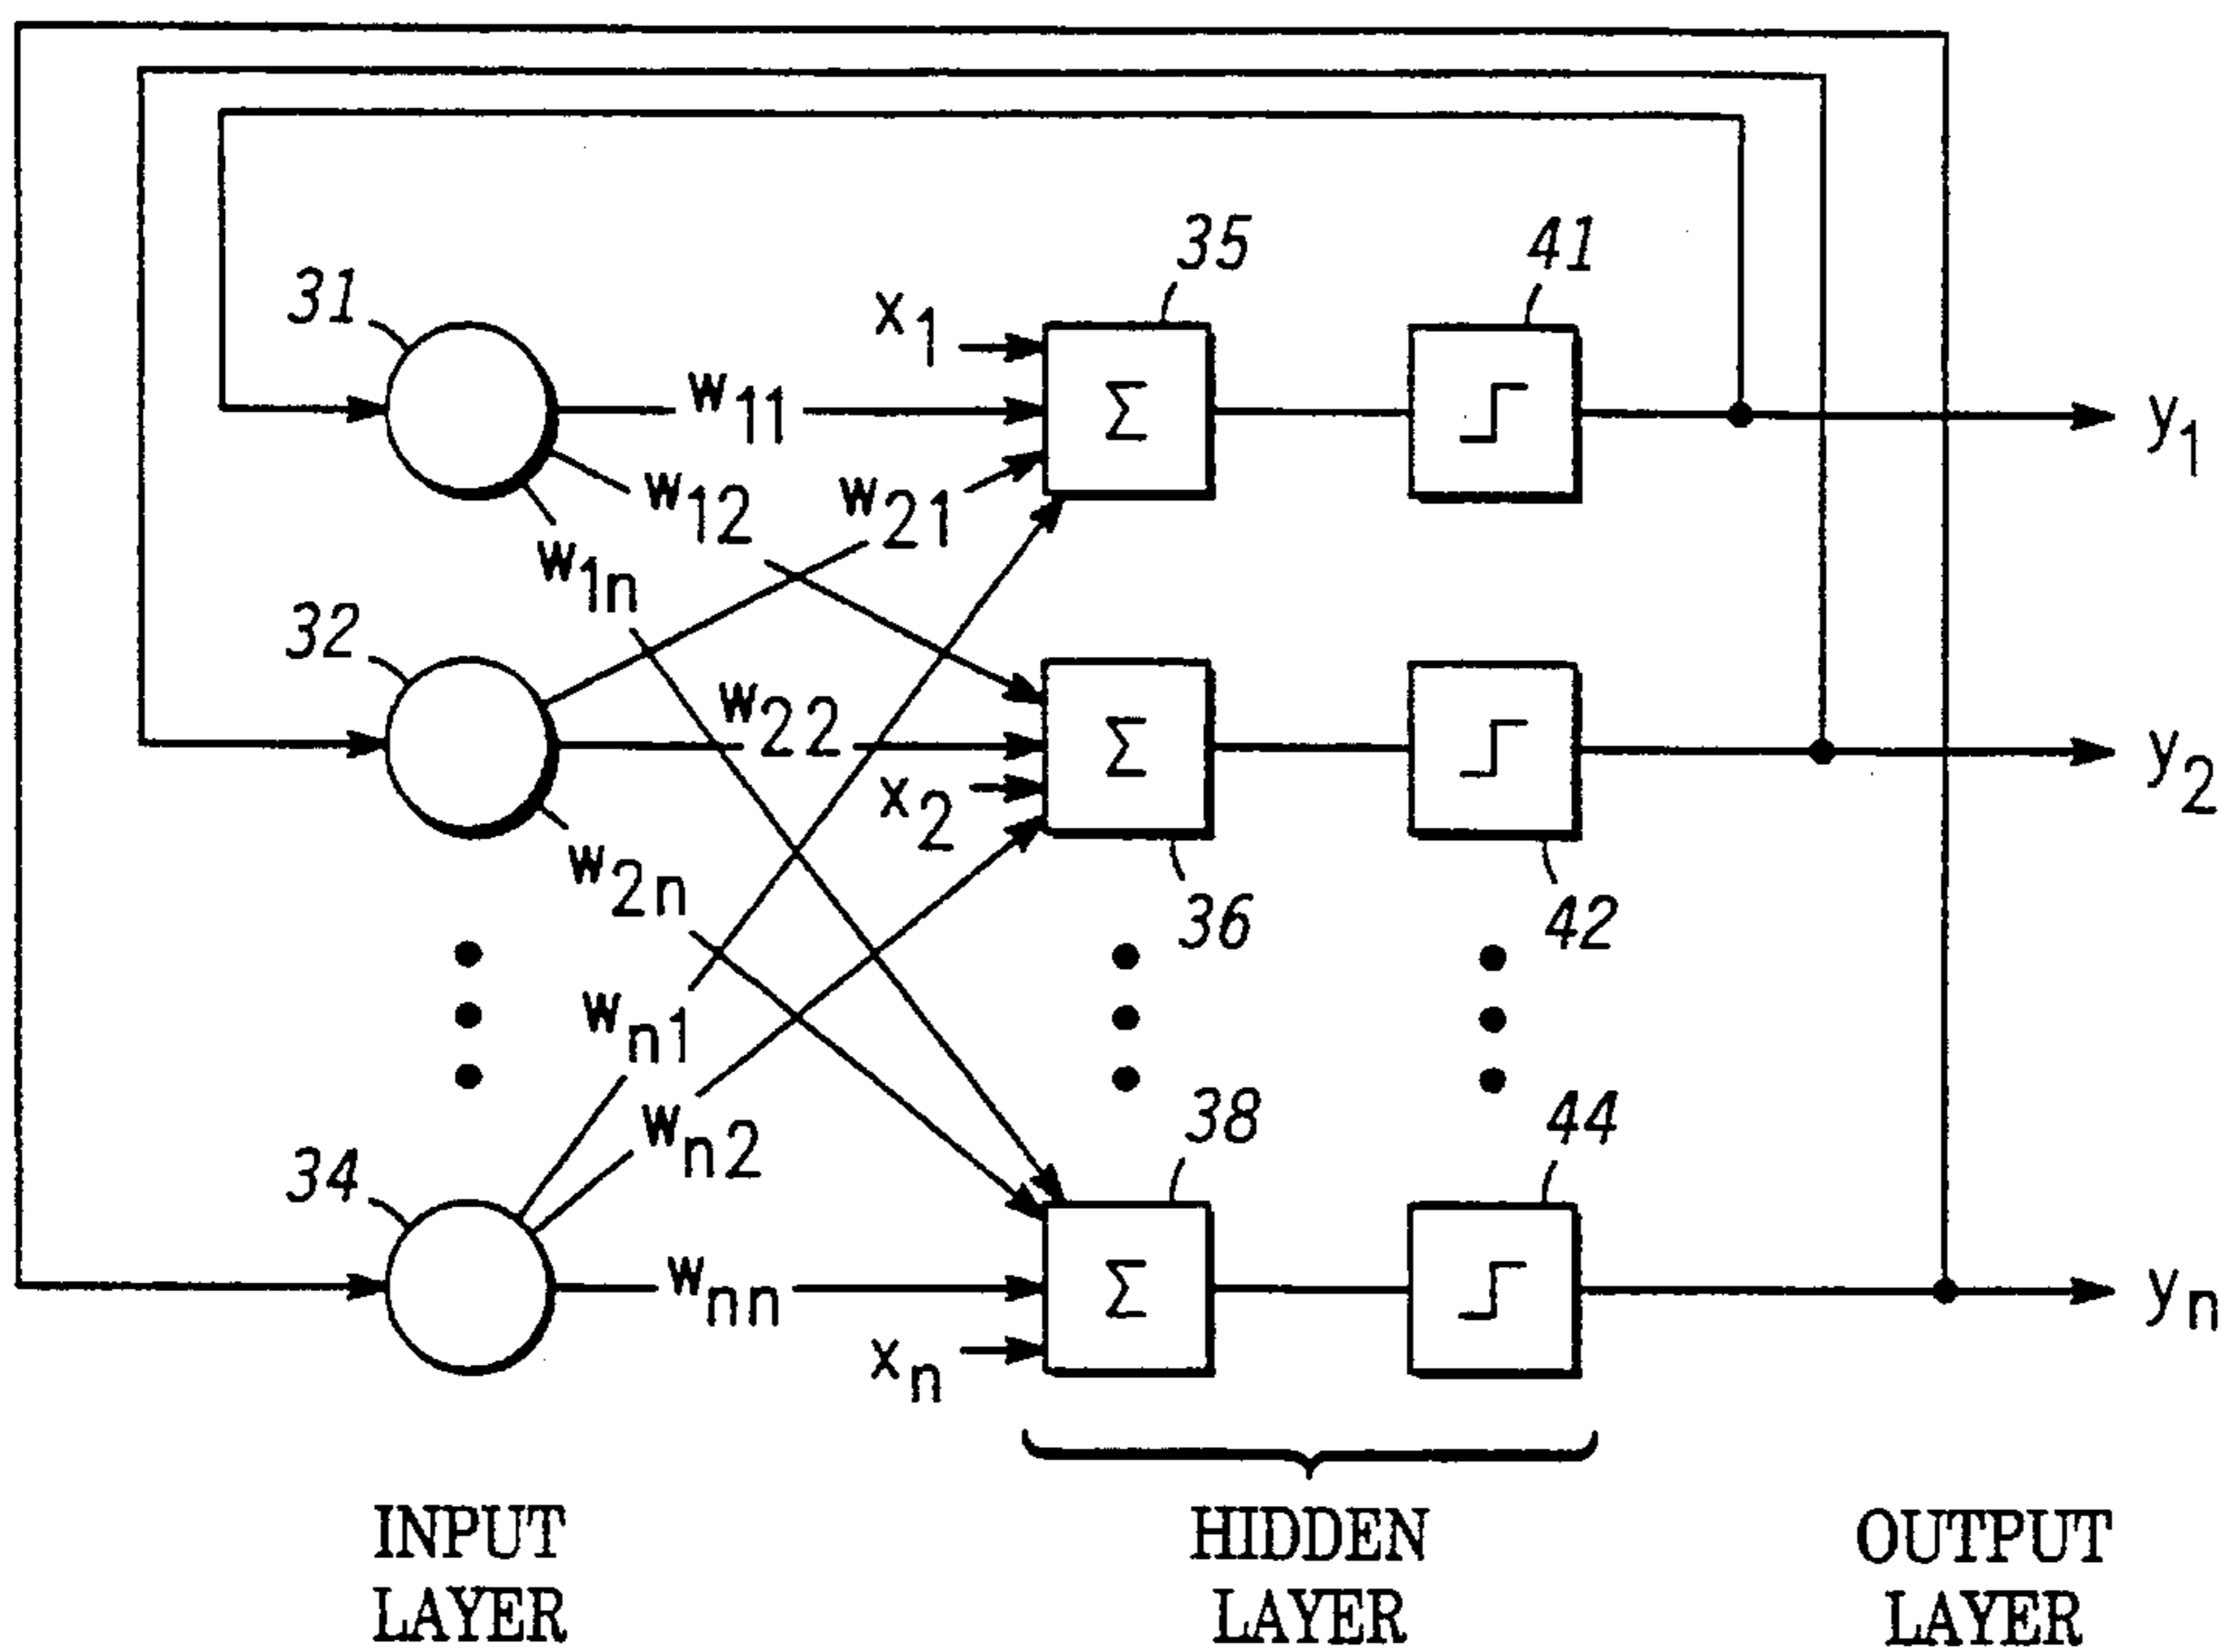 35
41
31
x1
Σ
w11
y1
w12
w21
w1n
32
w22
Σ
y2
x2
w2n
36
42
wn1
38
44
wn2
34
wnn
Σ
yn
xn
INPUT
LAYER
HIDDEN
LAYER
OUTPUT
LAYER